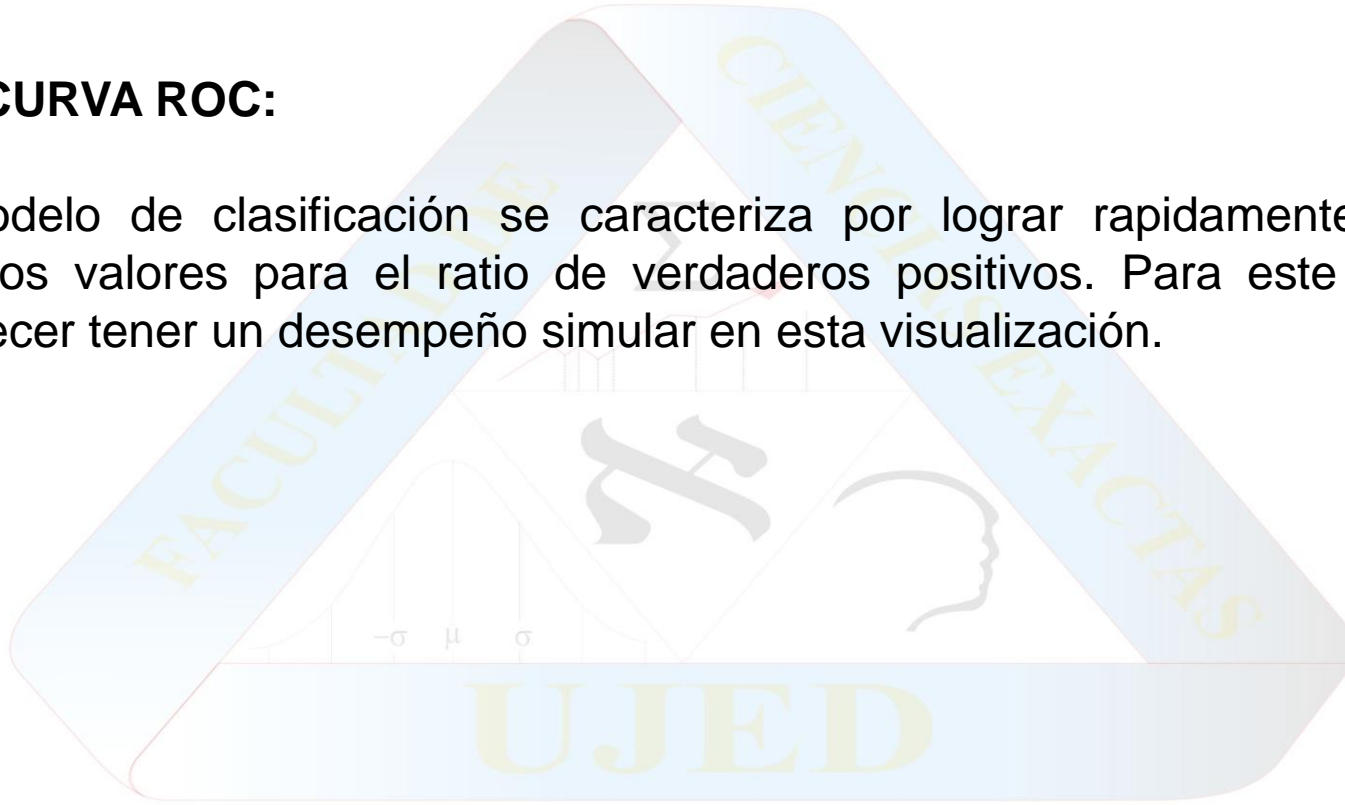 CURVA ROC:
odelo de clasificación se caracteriza por lograr rapidamente
os valores para el ratio de verdaderos positivos. Para este
ecer tener un desempeño simular en esta visualización.
FACULTAD DE
CIENCIAS EXACTAS
Σ
א
−σ μ σ
UJED